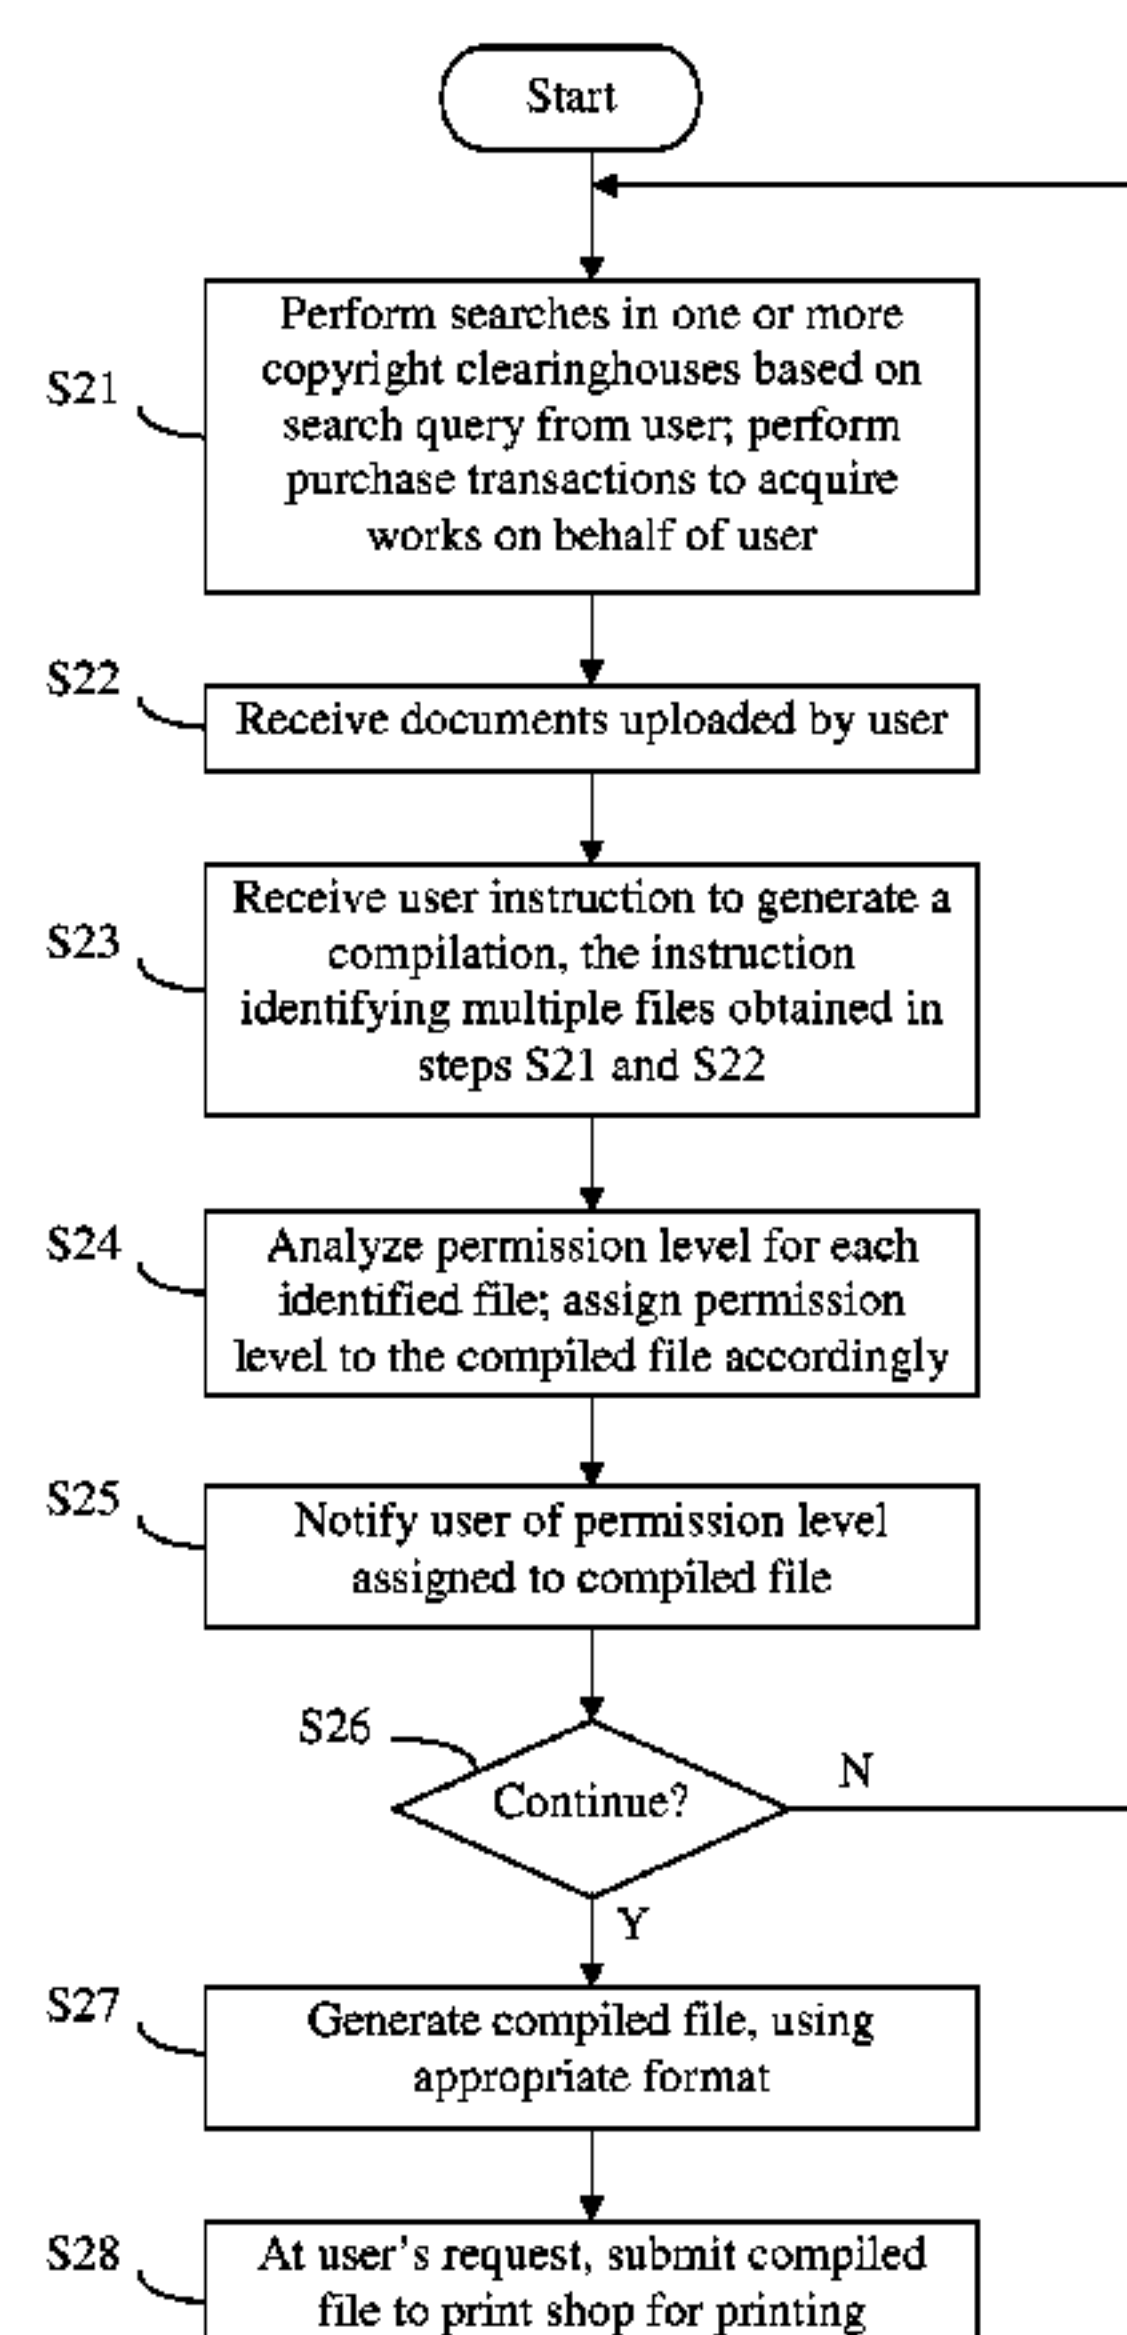 Start
Perform searches in one or more
copyright clearinghouses based on
search query from user; perform
purchase transactions to acquire
works on behalf of user
S21
S22
Receive documents uploaded by user
Receive user instruction to generate a
compilation, the instruction
identifying multiple files obtained in
steps S21 and S22
S23
S24
Analyze permission level for each
identified file; assign permission
level to the compiled file accordingly
S25
Notify user of permission level
assigned to compiled file
S26
Continue?
N
Y
S27
Generate compiled file, using
appropriate format
S28
At user's request, submit compiled
file to print shop for printing